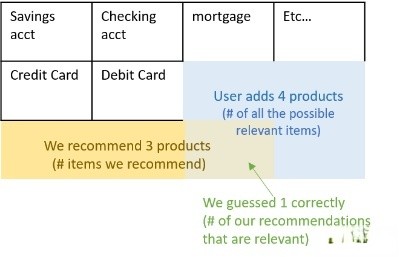 Savings acct
Checking acct
mortgage
Etc...
Credit Card
Debit Card
User adds 4 products
(# of all the possible
relevant items)
We recommend 3 products
(# items we recommend)
We guessed 1 correctly
(# of our recommendations
that are relevant)